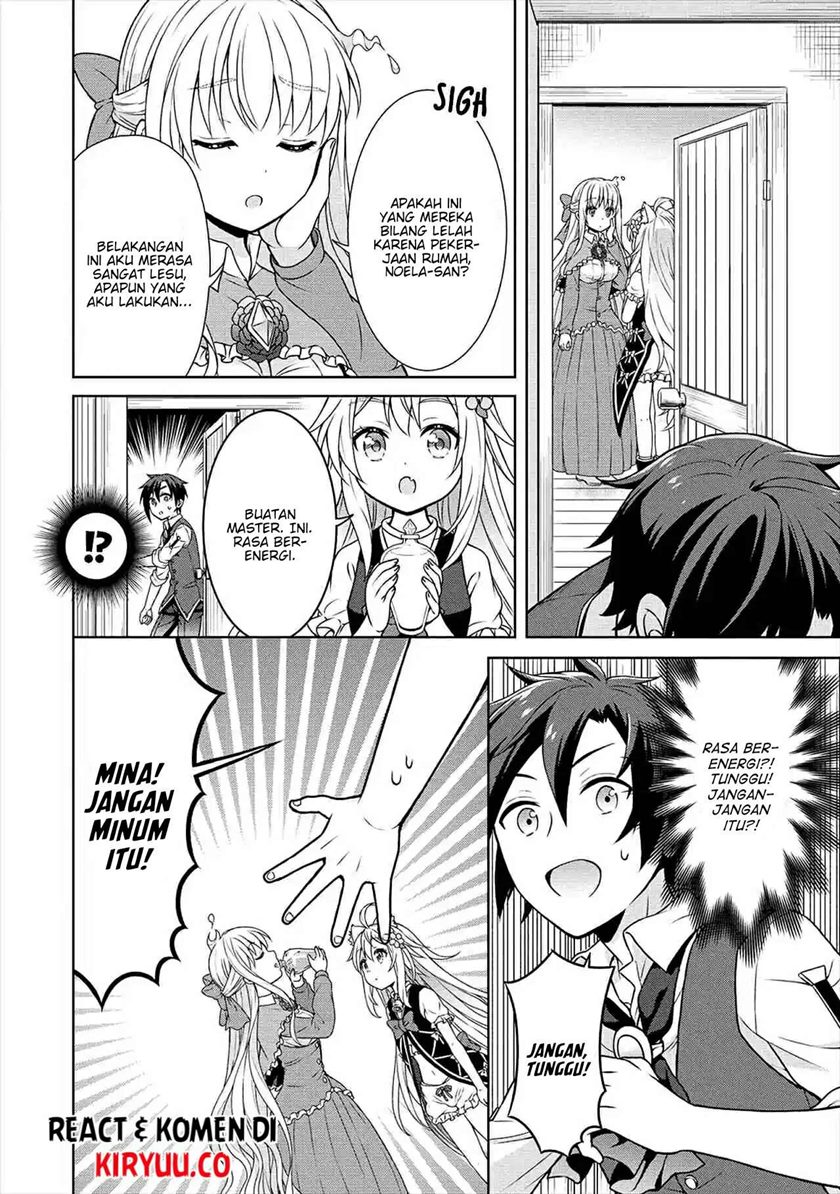 SIGH
APAKAH INI
YANG MEREKA
BILANG LELAH
KARENA PEKER-
JAAN RUMAH,
NOELA-SAN?
BELAKANGAN
INI AKU MERASA
SANGAT LESU,
APAPUN YANG
AKU LAKUKAN...
BUATAN
MASTER. INI.
RASA BER-
ENERGI.
!?
RASA BER-
ENERGI?!
TUNGGU!
JANGAN-
JANGAN
ITU?!
JANGAN,
TUNGGU!
MINA!
JANGAN
MINUM
ITU!
REACT & KOMEN DI
KIRYUU.CO